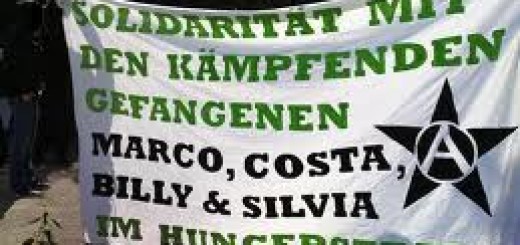 SOLIDARITÄT MIT
DEN KÄMPFENDEN
GEFANGENEN
MARCO, COSTA,
BILLY & SILVIA
IM
A